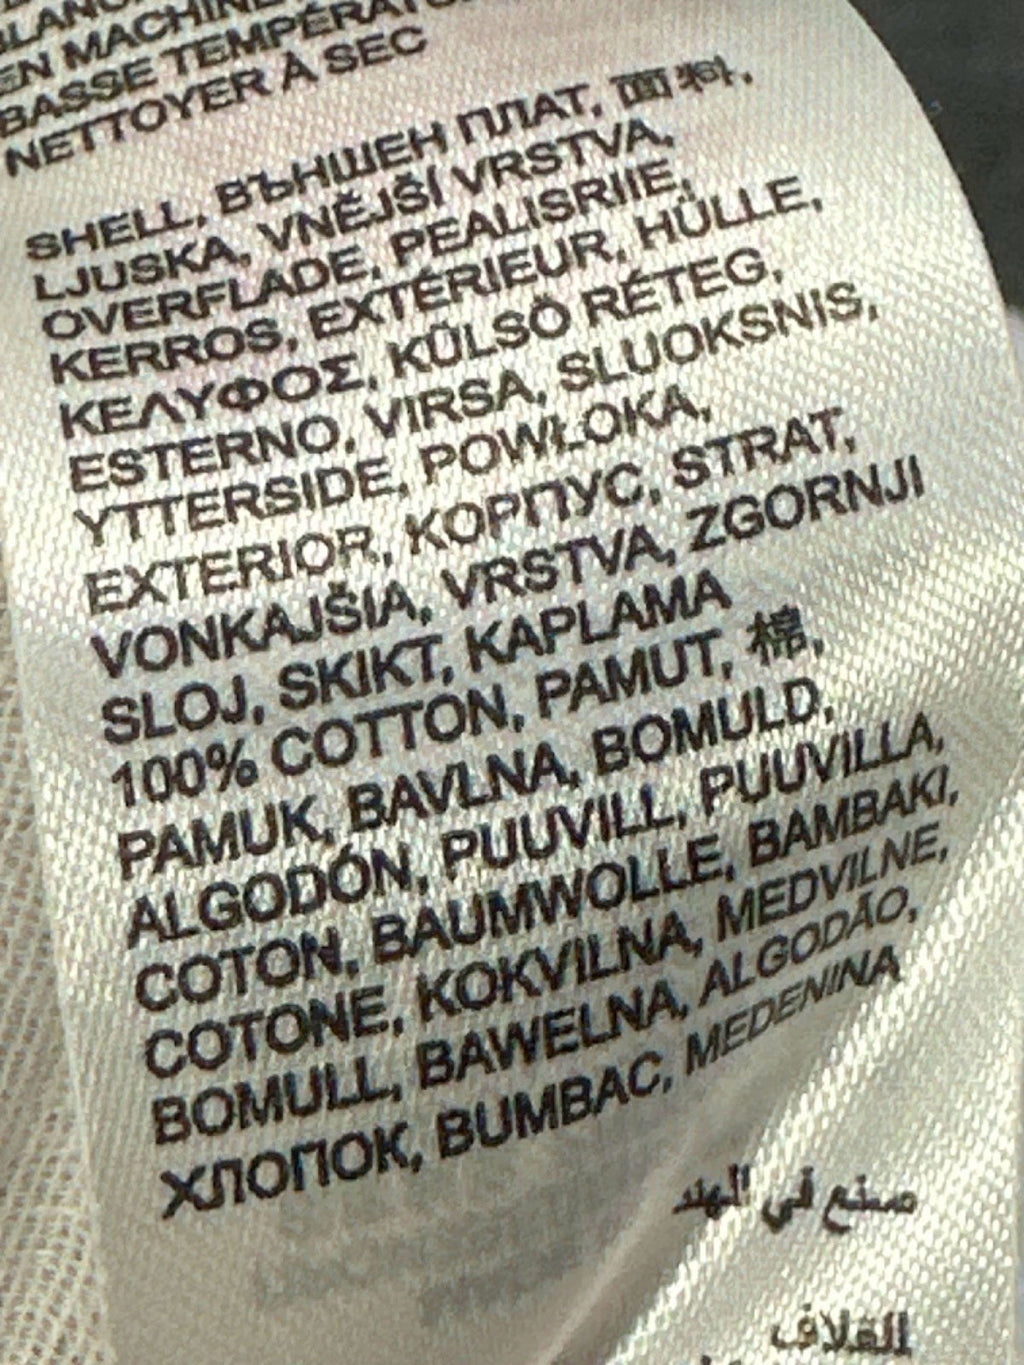 EN MACHINE
BASSE TEMPÉRATU
NETTOYER À SEC
SHELL, ВЪНШЕН ПЛАТ, 面料,
LJUSKA, VNĚJŠÍ VRSTVA,
OVERFLADE, PEALISRIIE,
KERROS, EXTÉRIEUR, HÜLLE,
ΚΕΛΥΦΟΣ, KÜLSÖ RÉTEG,
ESTERNO, VIRSA, SLUOKSNIS,
YTTERSIDE, POWŁOKA,
EXTERIOR, КОРПУС, STRAT,
VONKAJŠIA, VRSTVA, ZGORNJI
SLOJ, SKIKT, KAPLAMA
100% COTTON, PAMUT, 棉,
PAMUK, BAVLNA, BOMULD,
ALGODÓN, PUUVILL, PUUVILLA,
COTON, BAUMWOLLE, BAMBAKI,
COTONE, KOKVILNA, MEDVILNE,
BOMULL, BAWELNA, ALGODÃO,
ХЛОПОК, BUMBAC, MEDENINA
صنع في الهند
الغلاف